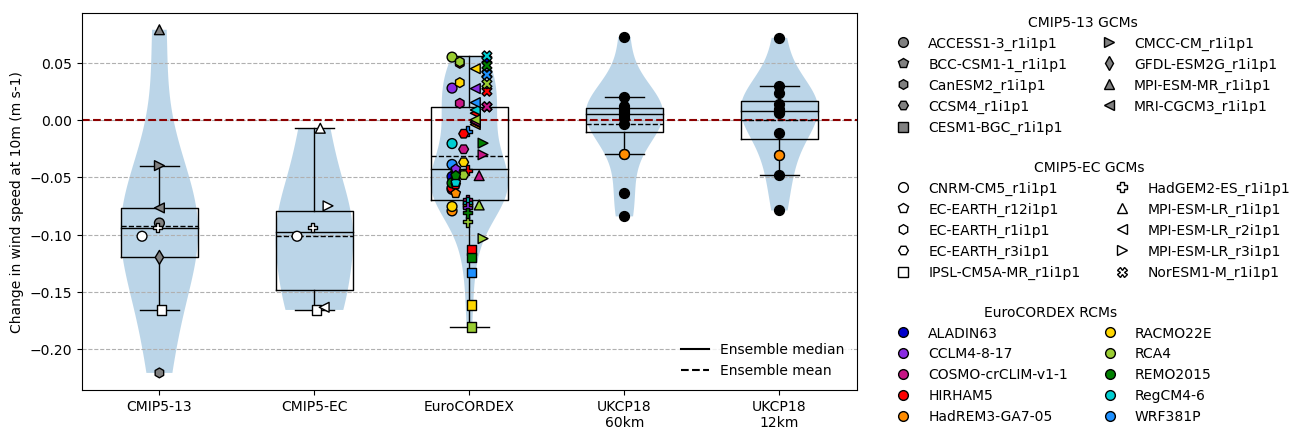 Change in wind speed at 10m (m s-1)
0.05
0.00
−0.05
−0.10
−0.15
−0.20
CMIP5-13
CMIP5-EC
EuroCORDEX
UKCP18
60km
UKCP18
12km
Ensemble median
Ensemble mean
CMIP5-13 GCMs
ACCESS1-3_r1i1p1
BCC-CSM1-1_r1i1p1
CanESM2_r1i1p1
CCSM4_r1i1p1
CESM1-BGC_r1i1p1
CMCC-CM_r1i1p1
GFDL-ESM2G_r1i1p1
MPI-ESM-MR_r1i1p1
MRI-CGCM3_r1i1p1
CMIP5-EC GCMs
CNRM-CM5_r1i1p1
EC-EARTH_r12i1p1
EC-EARTH_r1i1p1
EC-EARTH_r3i1p1
IPSL-CM5A-MR_r1i1p1
HadGEM2-ES_r1i1p1
MPI-ESM-LR_r1i1p1
MPI-ESM-LR_r2i1p1
MPI-ESM-LR_r3i1p1
NorESM1-M_r1i1p1
EuroCORDEX RCMs
ALADIN63
CCLM4-8-17
COSMO-crCLIM-v1-1
HIRHAM5
HadREM3-GA7-05
RACMO22E
RCA4
REMO2015
RegCM4-6
WRF381P